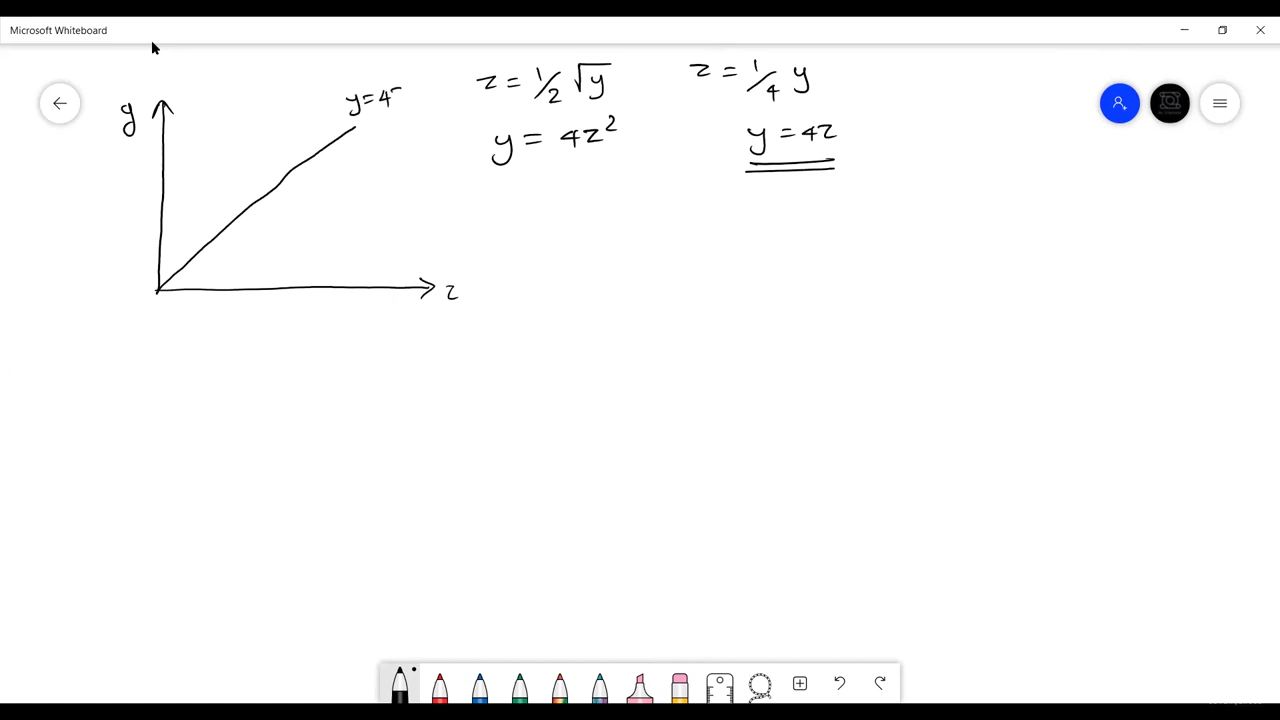 Microsoft Whiteboard
z = 1/2 √y
y = 4z²
z = 1/4 y
y = 4z
y
y=4
z